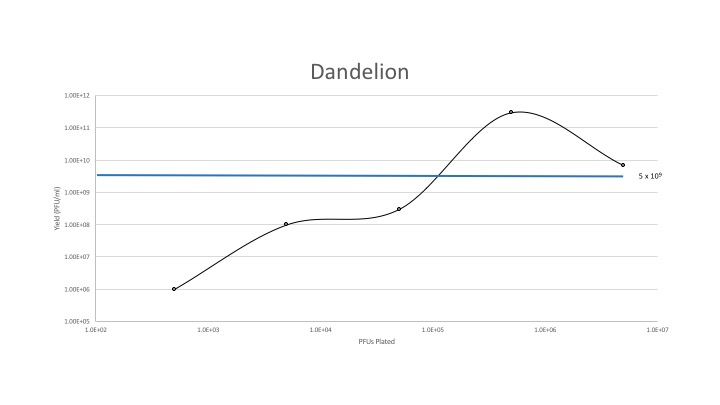 Dandelion
1.00E+12
1.00E+11
1.00E+10
1.00E+09
1.00E+08
1.00E+07
1.00E+06
1.00E+05
Yield (PFU/ml)
5 x 10⁹
1.0E+02 1.0E+03 1.0E+04 1.0E+05 1.0E+06 1.0E+07
PFUs Plated